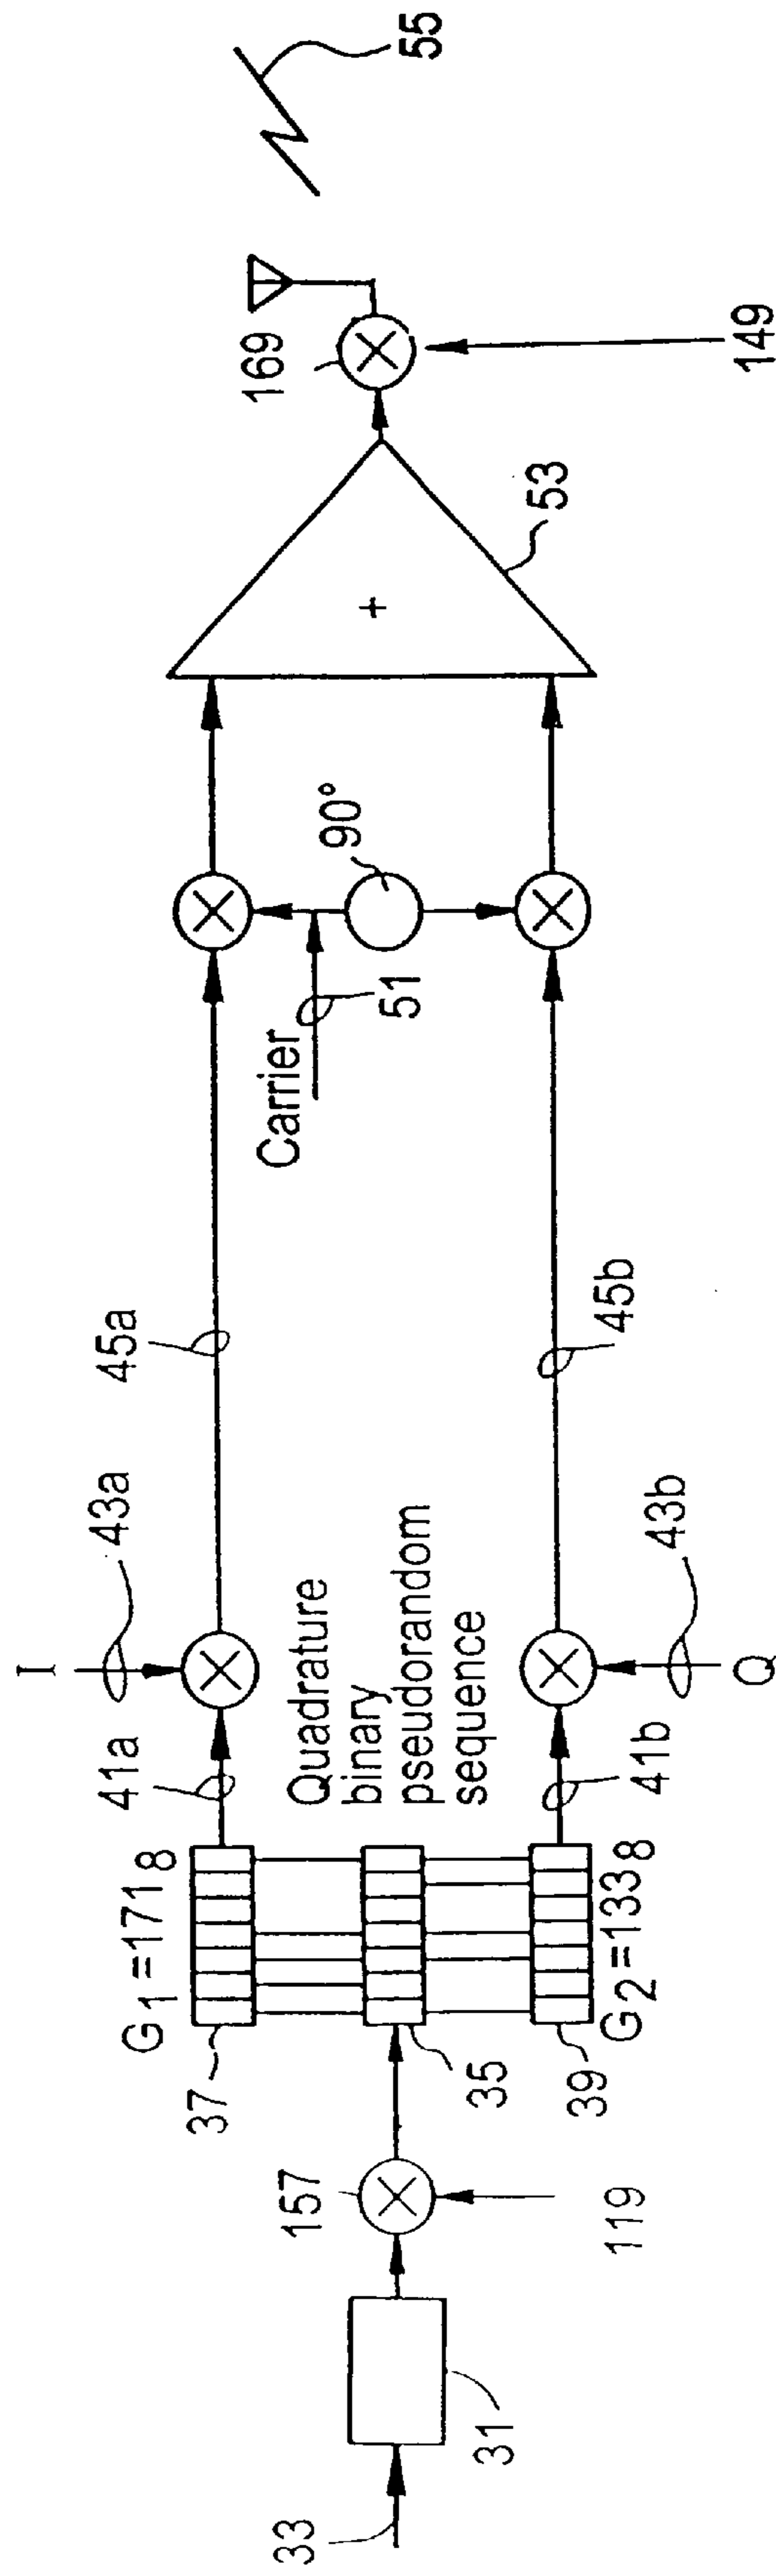 33
31
157
119
37
G1 =1718
35
39
G2 =1338
41a
41b
I
43a
Q
43b
Quadrature
binary
pseudorandom
sequence
45a
45b
Carrier
51
90°
+
53
169
149
55